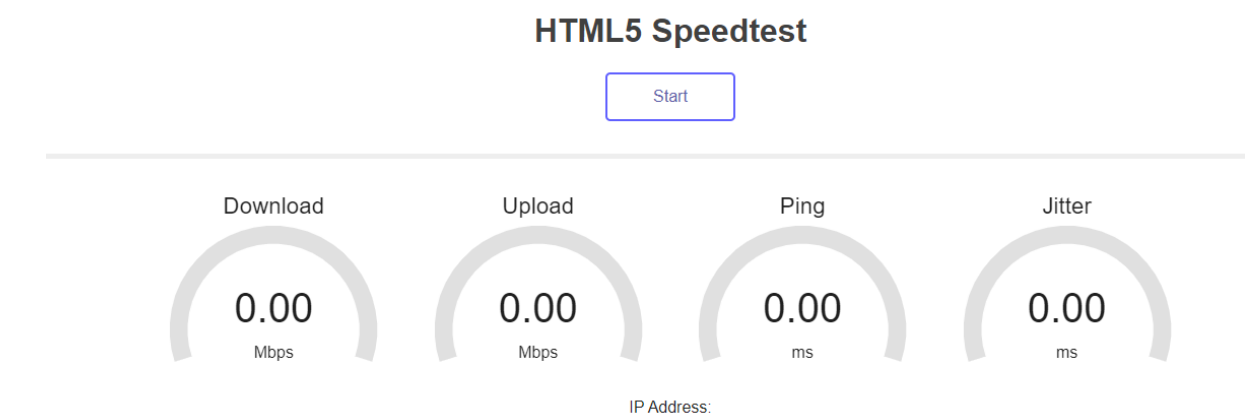 HTML5 Speedtest
Start
Download Upload Ping Jitter
0.00 0.00 0.00 0.00
Mbps Mbps ms ms
IP Address: